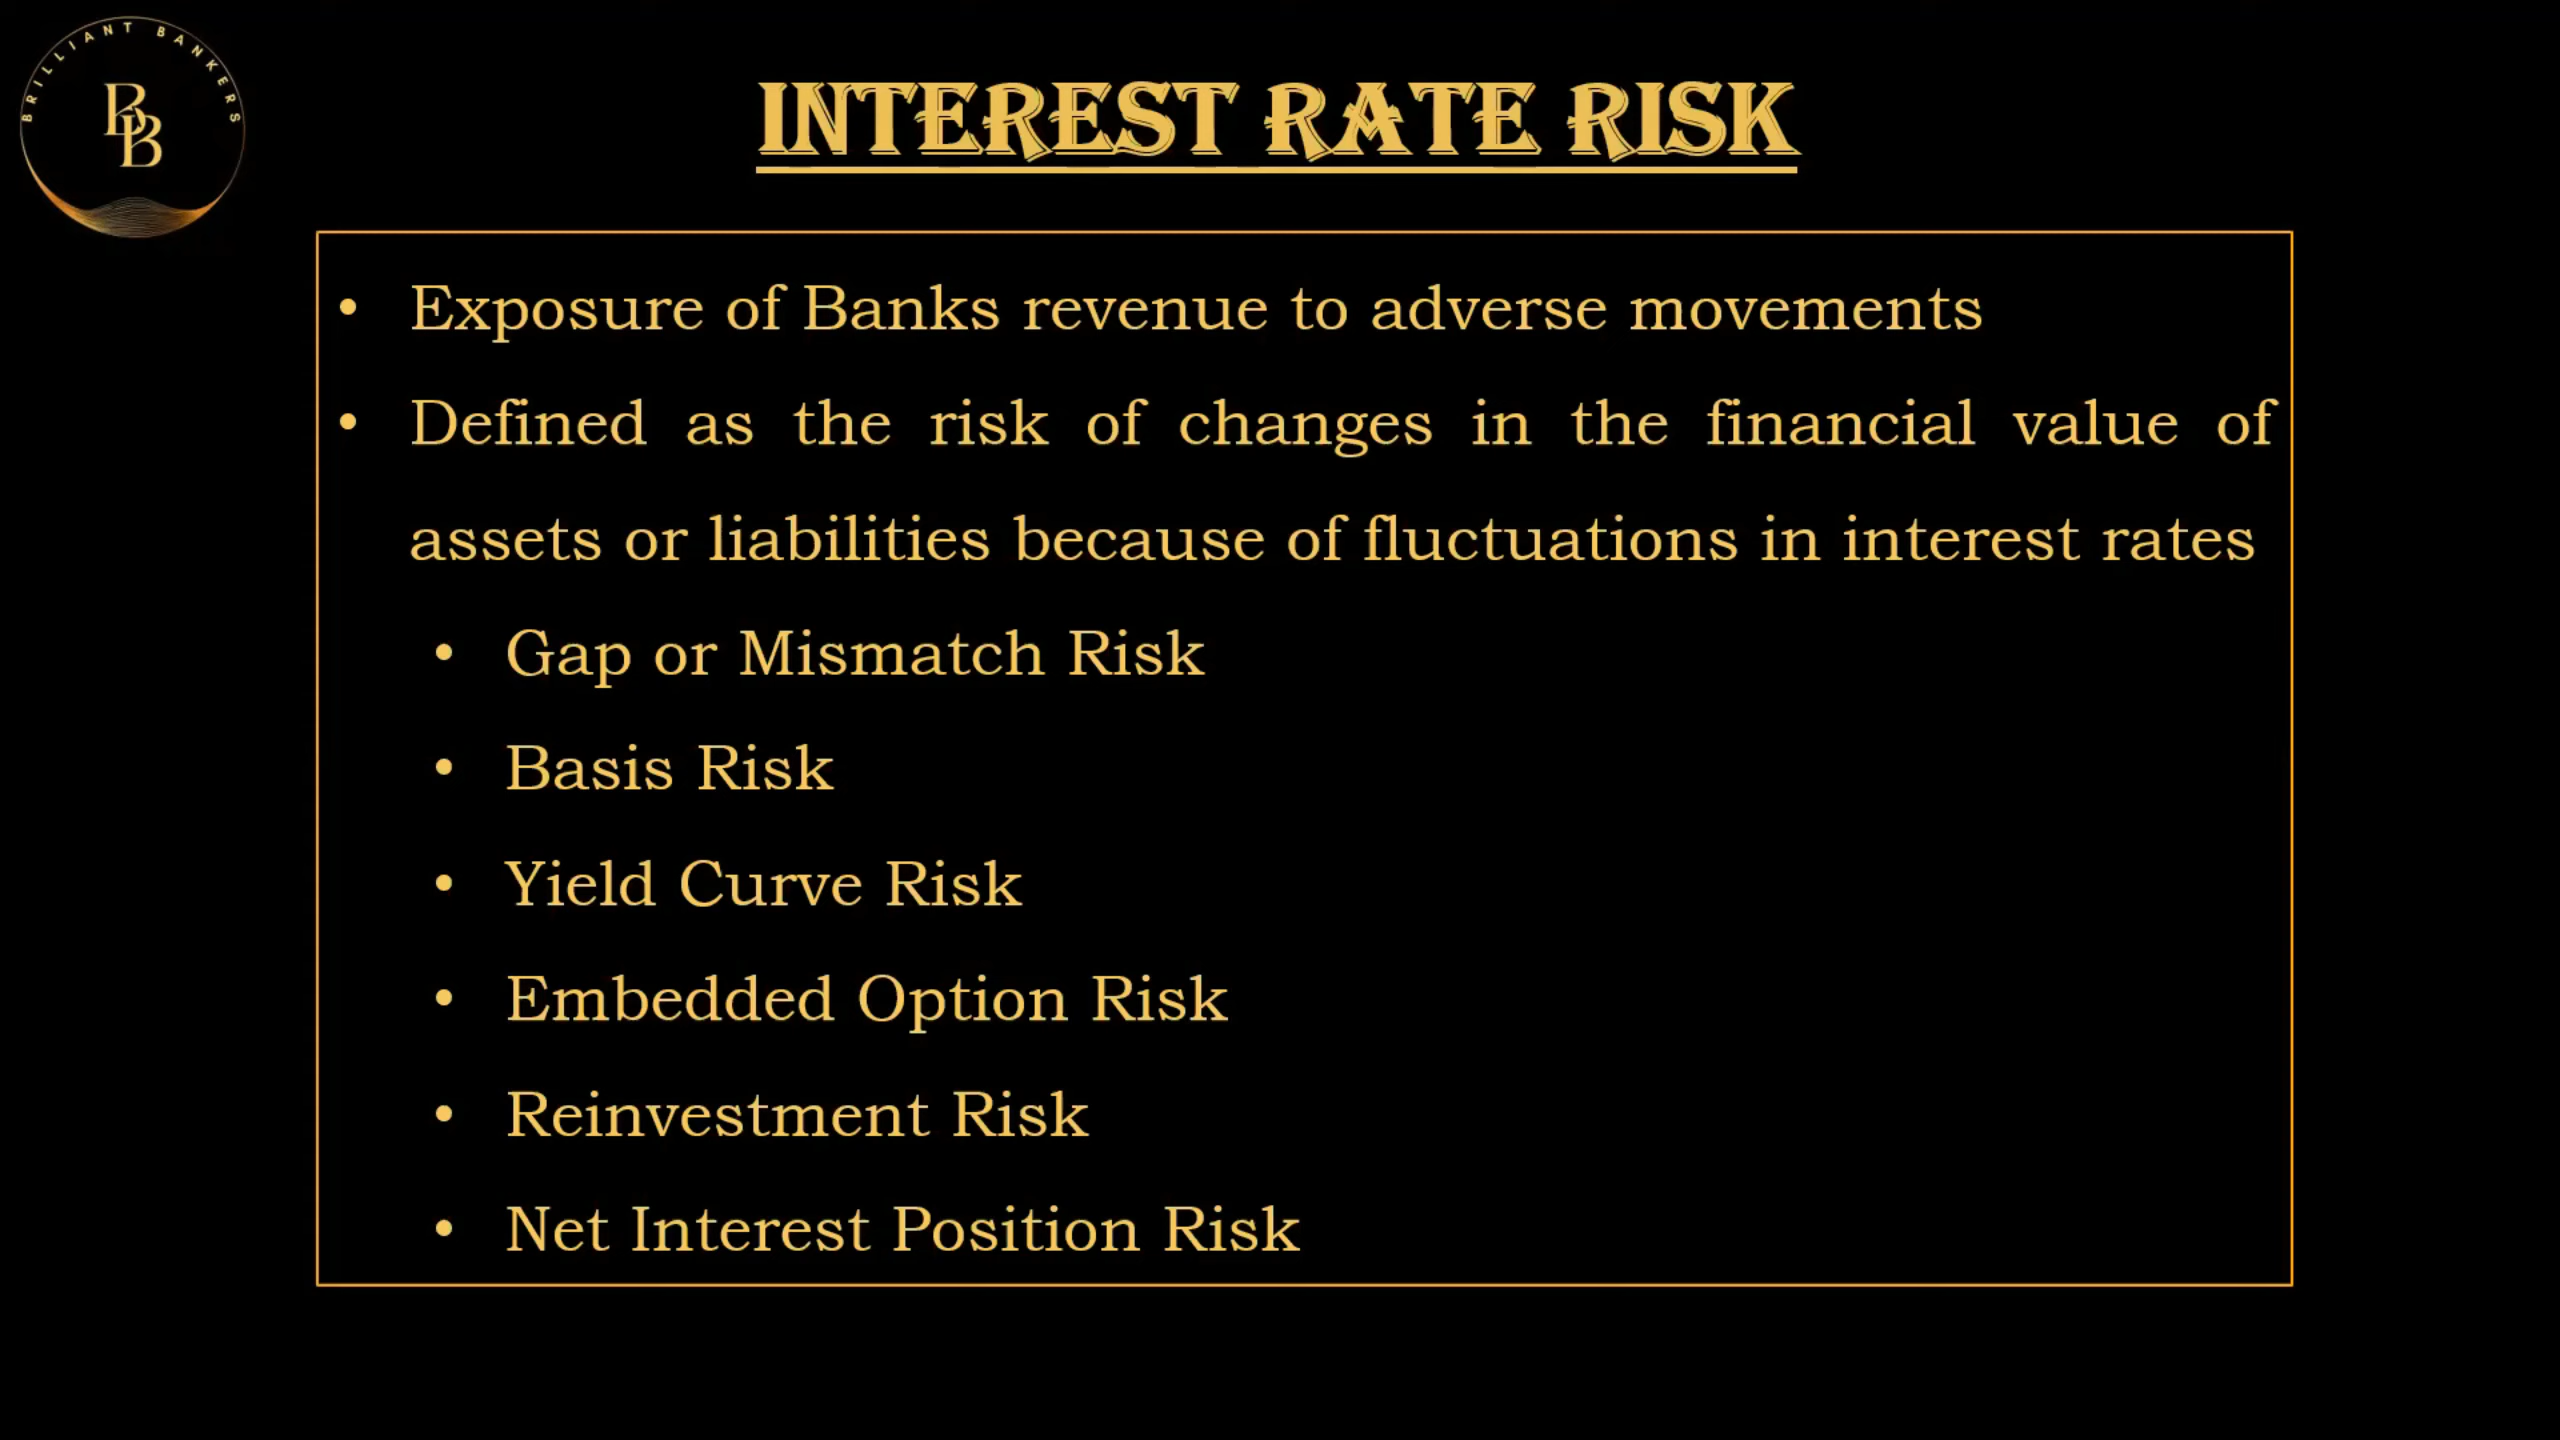 BRILLIANT BANKERS
BB
INTEREST RATE RISK
• Exposure of Banks revenue to adverse movements
• Defined as the risk of changes in the financial value of
assets or liabilities because of fluctuations in interest rates
• Gap or Mismatch Risk
• Basis Risk
• Yield Curve Risk
• Embedded Option Risk
• Reinvestment Risk
• Net Interest Position Risk